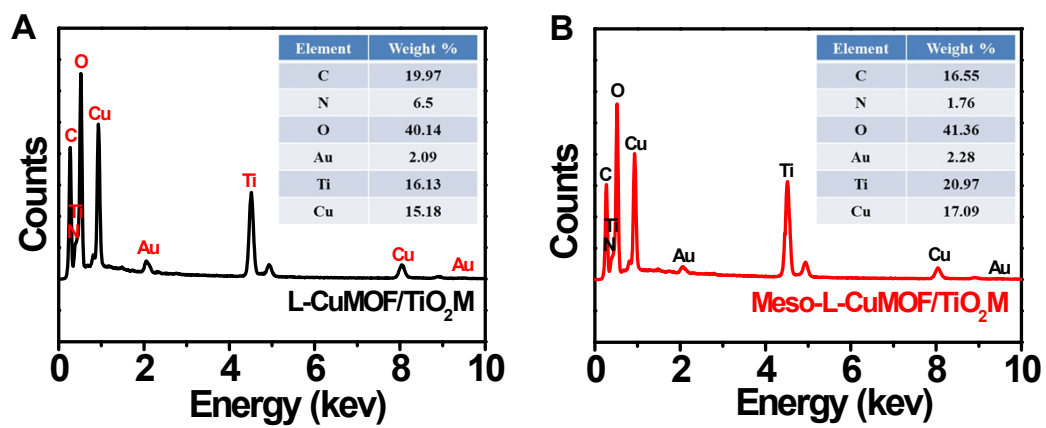 A
Counts
C
Ti
N
O
Cu
Au
Ti
Cu
Au
Element Weight %
C 19.97
N 6.5
O 40.14
Au 2.09
Ti 16.13
Cu 15.18
L-CuMOF/TiO₂M
0 2 4 6 8 10
Energy (kev)
B
Counts
C
Ti
N
O
Cu
Au
Ti
Cu
Au
Element Weight %
C 16.55
N 1.76
O 41.36
Au 2.28
Ti 20.97
Cu 17.09
Meso-L-CuMOF/TiO₂M
0 2 4 6 8 10
Energy (kev)